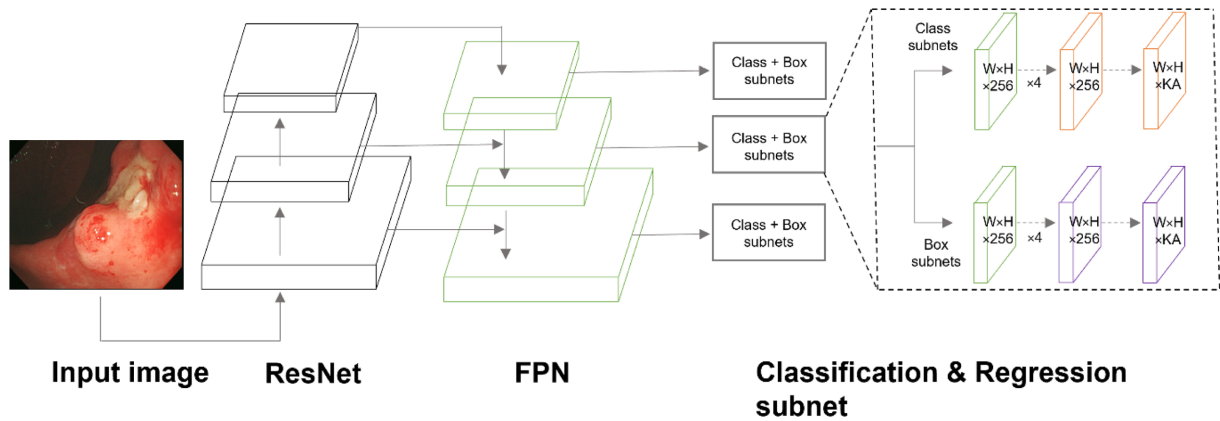 Class + Box
subnets
Class + Box
subnets
Class + Box
subnets
Class
subnets
W×H
×256
×4
W×H
×256
W×H
×KA
Box
subnets
W×H
×256
×4
W×H
×256
W×H
×KA
Input image
ResNet
FPN
Classification & Regression
subnet